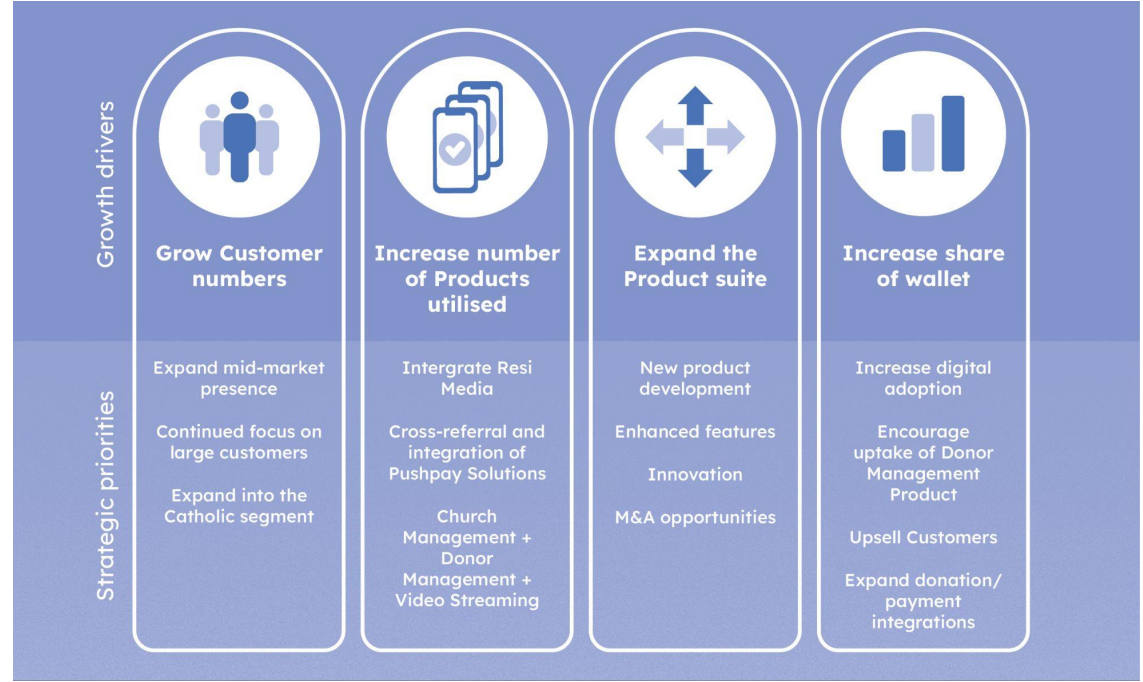 Growth drivers
Grow Customer
numbers
Increase number
of Products
utilised
Expand the
Product suite
Increase share
of wallet
Strategic priorities
Expand mid-market
presence
Continued focus on
large customers
Expand into the
Catholic segment
Intergrate Resi
Media
Cross-referral and
integration of
Pushpay Solutions
Church
Management +
Donor
Management +
Video Streaming
New product
development
Enhanced features
Innovation
M&A opportunities
Increase digital
adoption
Encourage
uptake of Donor
Management
Product
Upsell Customers
Expand donation/
payment
integrations